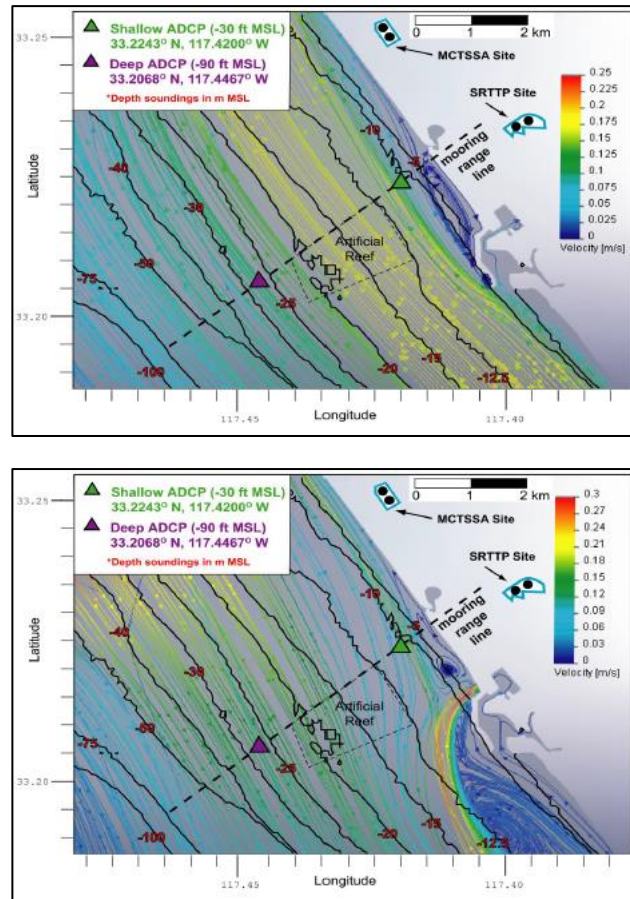 Shallow ADCP (-30 ft MSL)
33.2243° N, 117.4200° W
Deep ADCP (-90 ft MSL)
33.2068° N, 117.4467° W
*Depth soundings in m MSL
33.25
33.20
Latitude
0 1 2 km
MCTSSA Site
SRTTP Site
mooring
range
line
0.25
0.225
0.2
0.175
0.15
0.125
0.1
0.075
0.05
0.025
0
Velocity [m/s]
-10
-40
-30
-50
-75
-100
-25
-20
-15
-12.5
Artificial
Reef
117.45
117.40
Longitude
Shallow ADCP (-30 ft MSL)
33.2243° N, 117.4200° W
Deep ADCP (-90 ft MSL)
33.2068° N, 117.4467° W
*Depth soundings in m MSL
33.25
33.20
Latitude
0 1 2 km
MCTSSA Site
SRTTP Site
mooring
range
line
0.3
0.27
0.24
0.21
0.18
0.15
0.12
0.09
0.06
0.03
0
Velocity [m/s]
-10
-40
-30
-75
-100
-25
-20
-15
-12.5
Artificial
Reef
117.45
117.40
Longitude